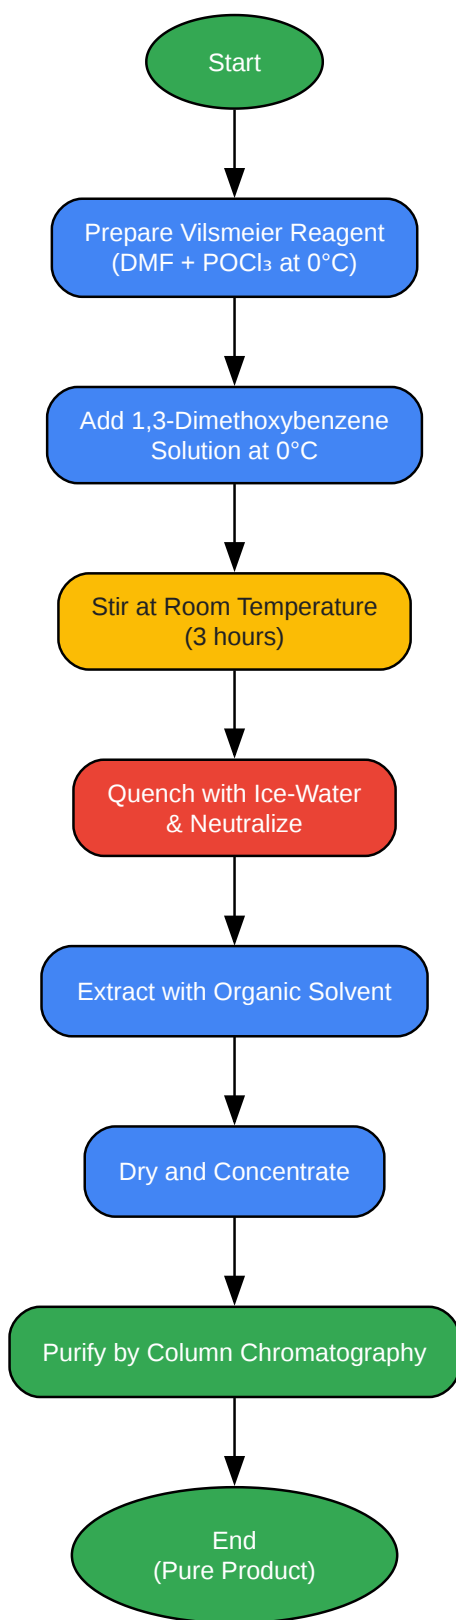 Start
Prepare Vilsmeier Reagent
(DMF + POCl₃ at 0°C)
Add 1,3-Dimethoxybenzene
Solution at 0°C
Stir at Room Temperature
(3 hours)
Quench with Ice-Water
& Neutralize
Extract with Organic Solvent
Dry and Concentrate
Purify by Column Chromatography
End
(Pure Product)